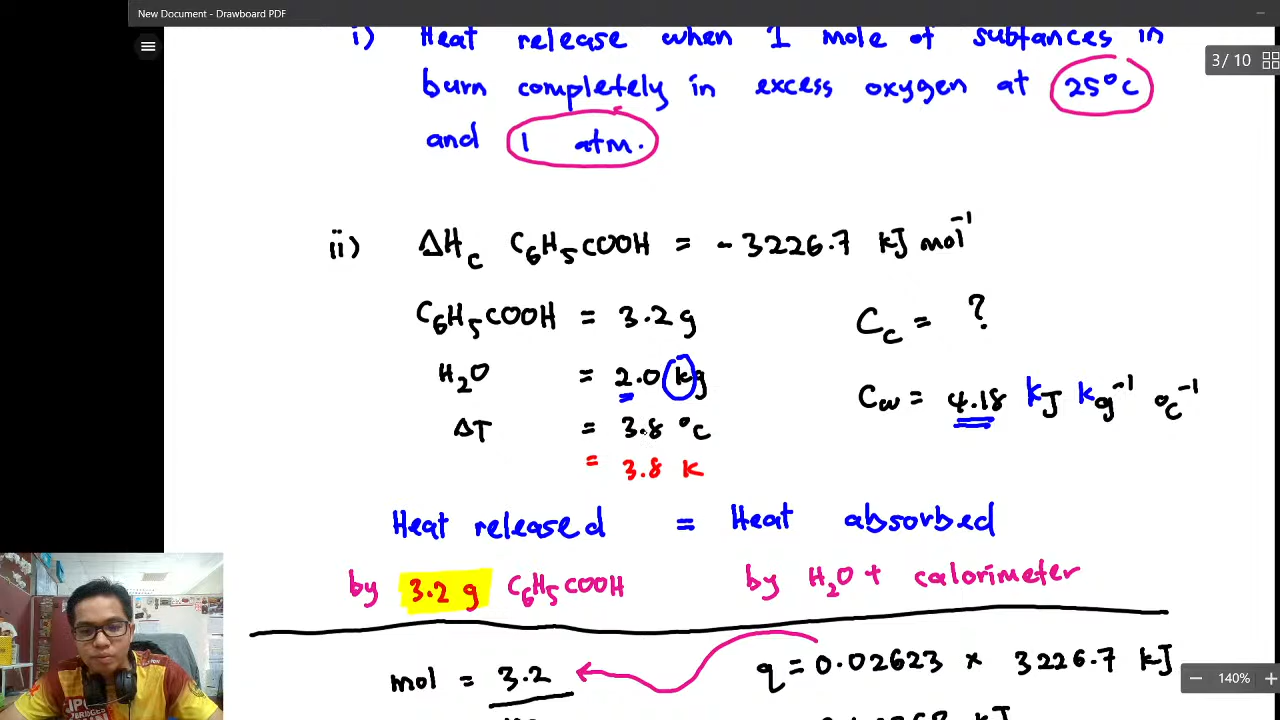 New Document - Drawboard PDF
3 / 10
i) Heat release when 1 mole of subtances in
burn completely in excess oxygen at 25°C
and 1 atm.
ii) ΔHc C6H5COOH = -3226.7 kJ mol⁻¹
C6H5COOH = 3.2 g
Cc = ?
H2O = 2.0 kg
Cw = 4.18 kJ kg⁻¹ °C⁻¹
ΔT = 3.8 °C
= 3.8 K
Heat released = Heat absorbed
by 3.2 g C6H5COOH by H2O + calorimeter
mol = 3.2
q = 0.02623 × 3226.7 kJ
140%